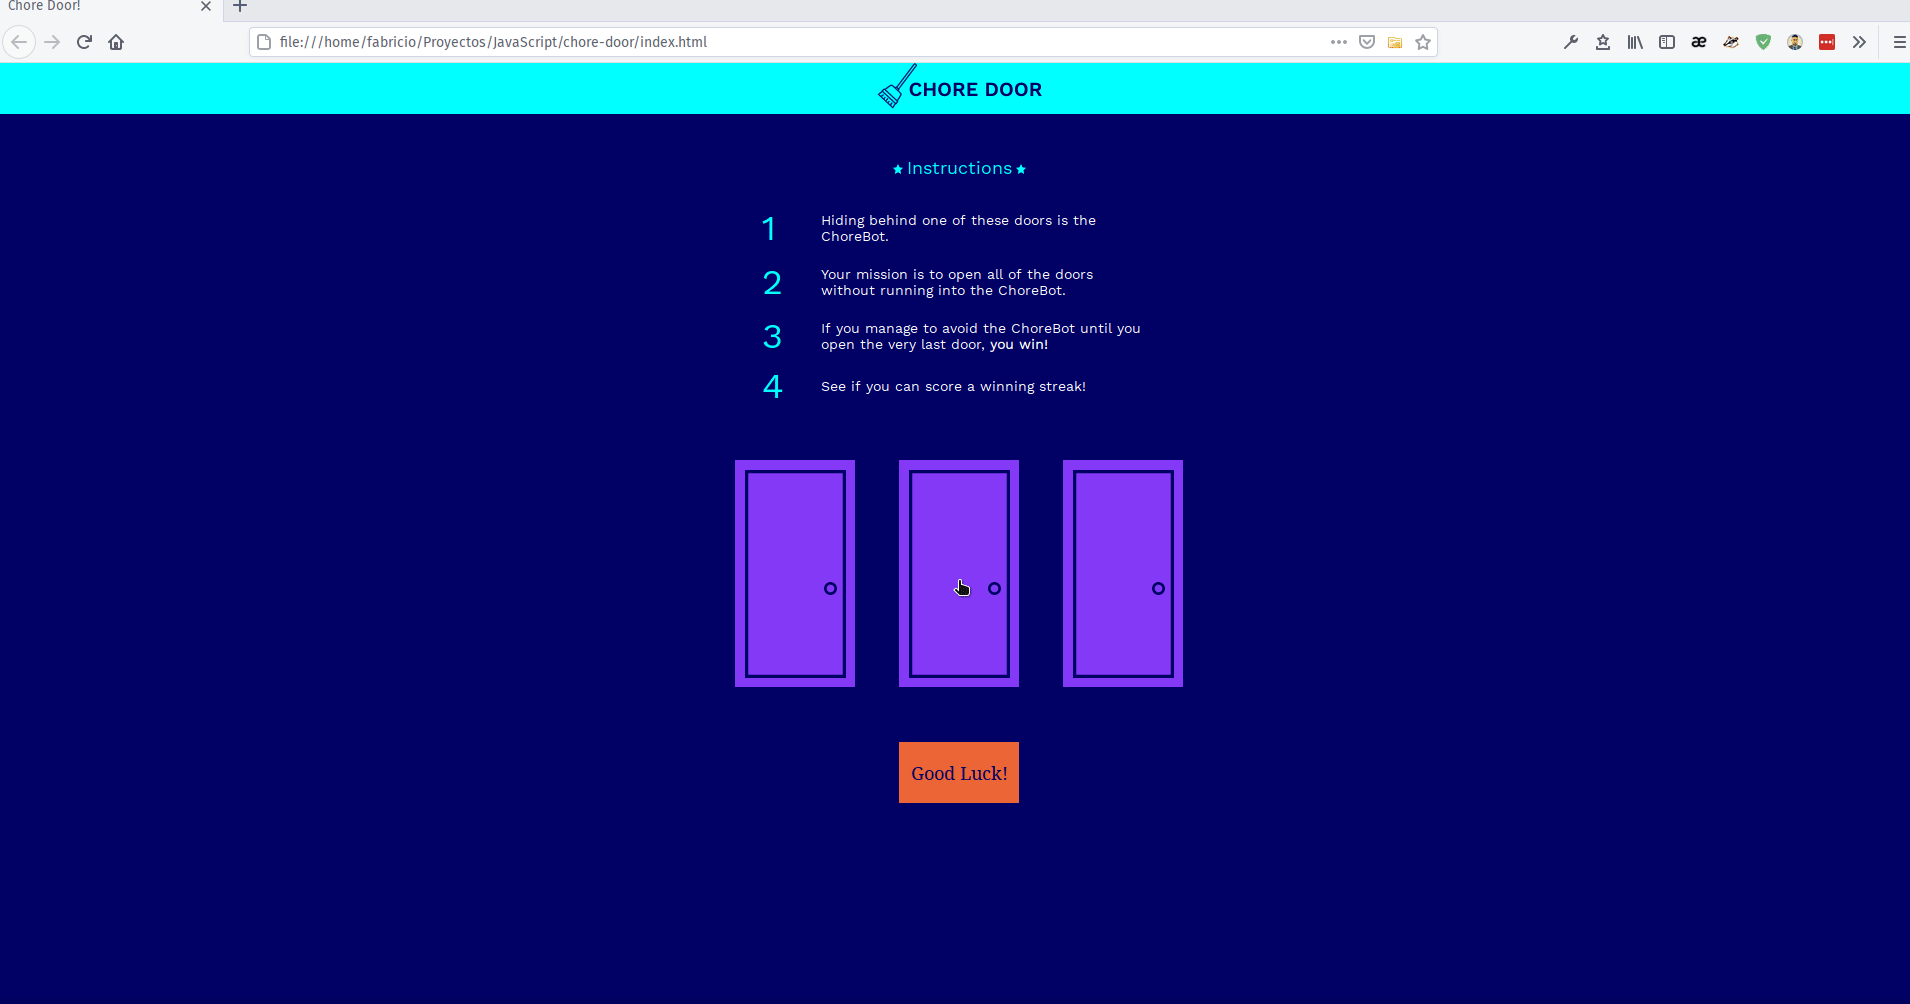 Chore Door!
file:///home/fabricio/Proyectos/JavaScript/chore-door/index.html
æ
CHORE DOOR
Instructions
1 Hiding behind one of these doors is the
ChoreBot.
2 Your mission is to open all of the doors
without running into the ChoreBot.
3 If you manage to avoid the ChoreBot until you
open the very last door, you win!
4 See if you can score a winning streak!
Good Luck!